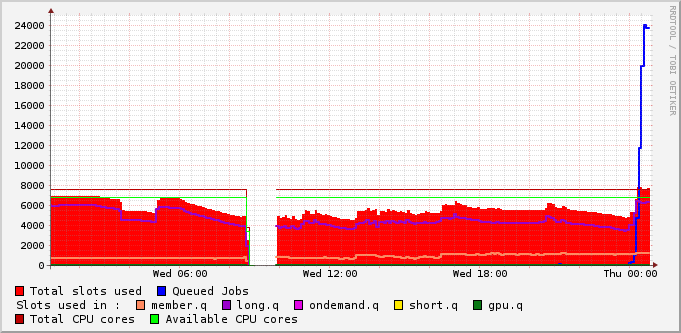 RRDTOOL / TOBI OETIKER
24000
22000
20000
18000
16000
14000
12000
10000
8000
6000
4000
2000
0
Wed 06:00 Wed 12:00 Wed 18:00 Thu 00:00
Total slots used Queued Jobs
Slots used in : member.q long.q ondemand.q short.q gpu.q
Total CPU cores Available CPU cores